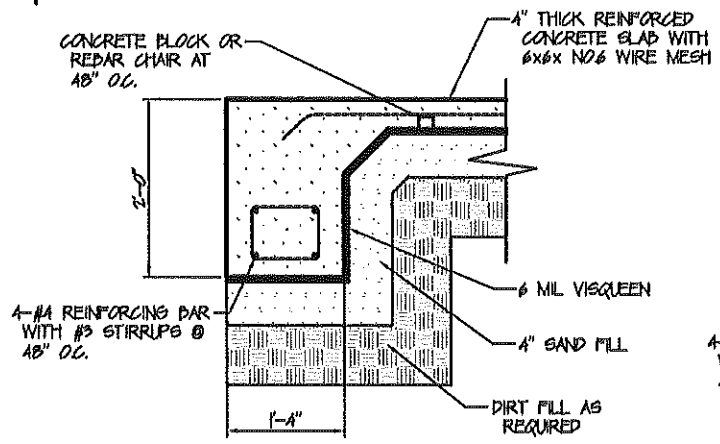 4" THICK REINFORCED
CONCRETE SLAB WITH
6x6x NO.6 WIRE MESH
CONCRETE BLOCK OR
REBAR CHAIR AT
48" O.C.
2'-0"
6 MIL VISQUEEN
4-#4 REINFORCING BAR
WITH #3 STIRRUPS @
48" O.C.
4" SAND FILL
4-
DIRT FILL AS
REQUIRED
1'-4"